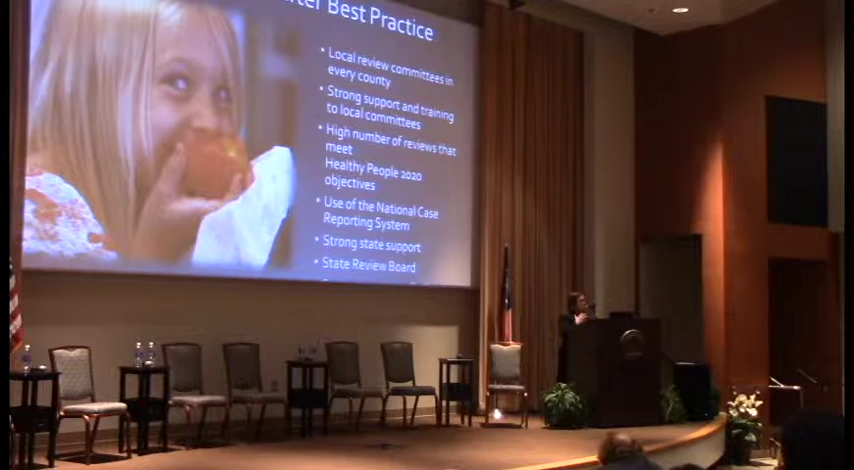 Best Practice
• Local review committees in
every county
• Strong support and training
to local committees
• High number of reviews that
meet
Healthy People 2020
objectives
• Use of the National Case
Reporting System
• Strong state support
• State Review Board